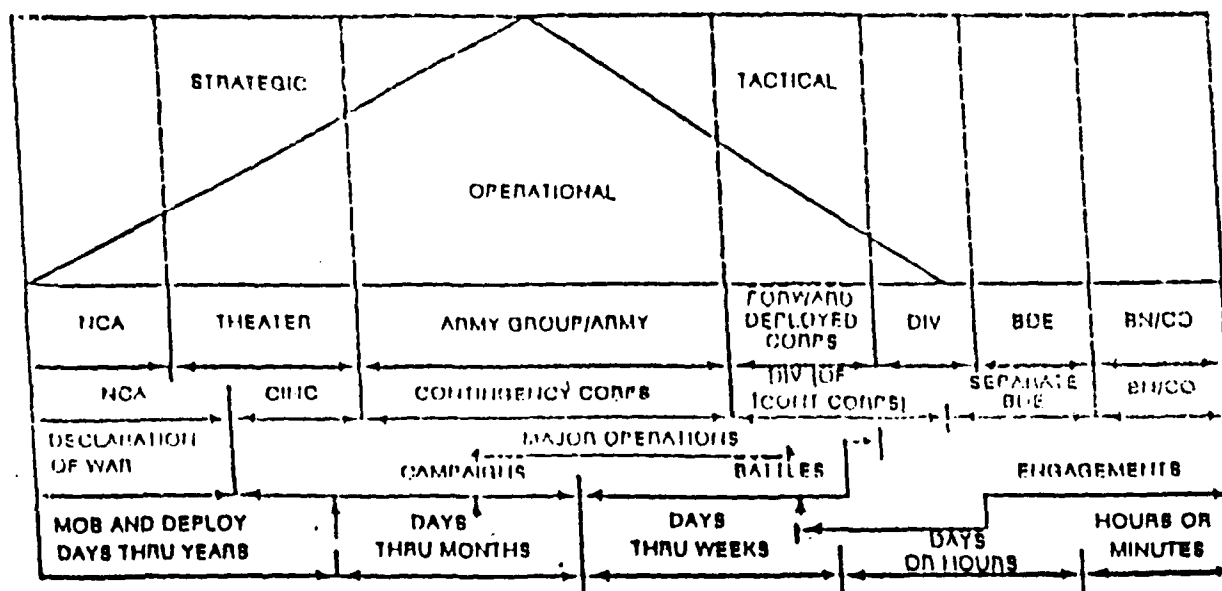 STRATEGIC
TACTICAL
OPERATIONAL
NCA
THEATER
ARMY GROUP/ARMY
FORWARD
DEPLOYED
CORPS
DIV
BDE
BN/CO
NCA
CINC
CONTINGENCY CORPS
DIV (OF
CONT CORPS)
SEPARATE
BDE
BN/CO
DECLARATION
OF WAR
MAJOR OPERATIONS
CAMPAIGNS
BATTLES
ENGAGEMENTS
MOB AND DEPLOY
DAYS THRU YEARS
DAYS
THRU MONTHS
DAYS
THRU WEEKS
DAYS
OR HOURS
HOURS OR
MINUTES